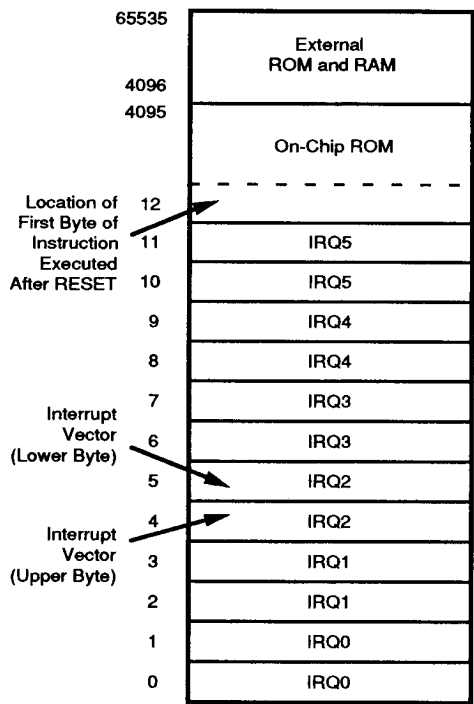 65535
External
ROM and RAM
4096
4095
On-Chip ROM
Location of
First Byte of
Instruction
Executed
After RESET
12
11 IRQ5
10 IRQ5
9 IRQ4
8 IRQ4
7 IRQ3
Interrupt
Vector
(Lower Byte)
6 IRQ3
5 IRQ2
4 IRQ2
Interrupt
Vector
(Upper Byte)
3 IRQ1
2 IRQ1
1 IRQ0
0 IRQ0